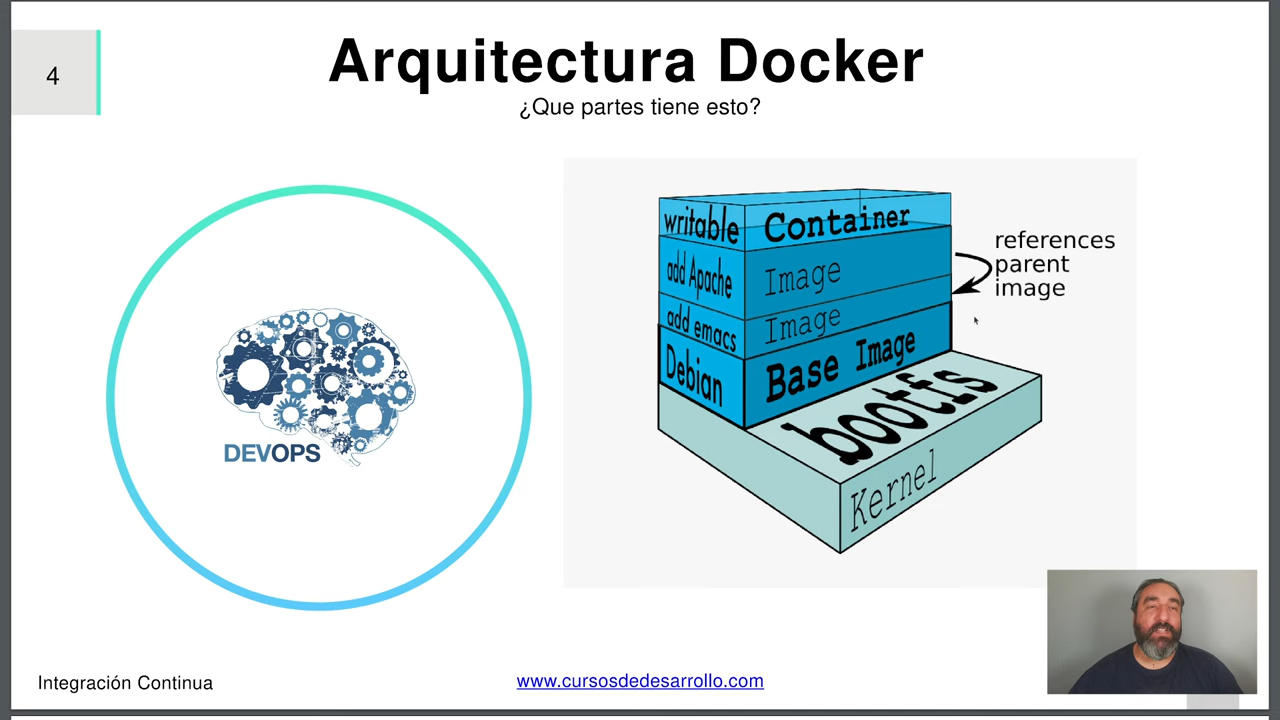 4
Arquitectura Docker
¿Que partes tiene esto?
DEVOPS
writable Container
add Apache Image
add emacs Image
Debian Base Image
bootfs
Kernel
references
parent
image
Integración Continua
www.cursosdedesarrollo.com